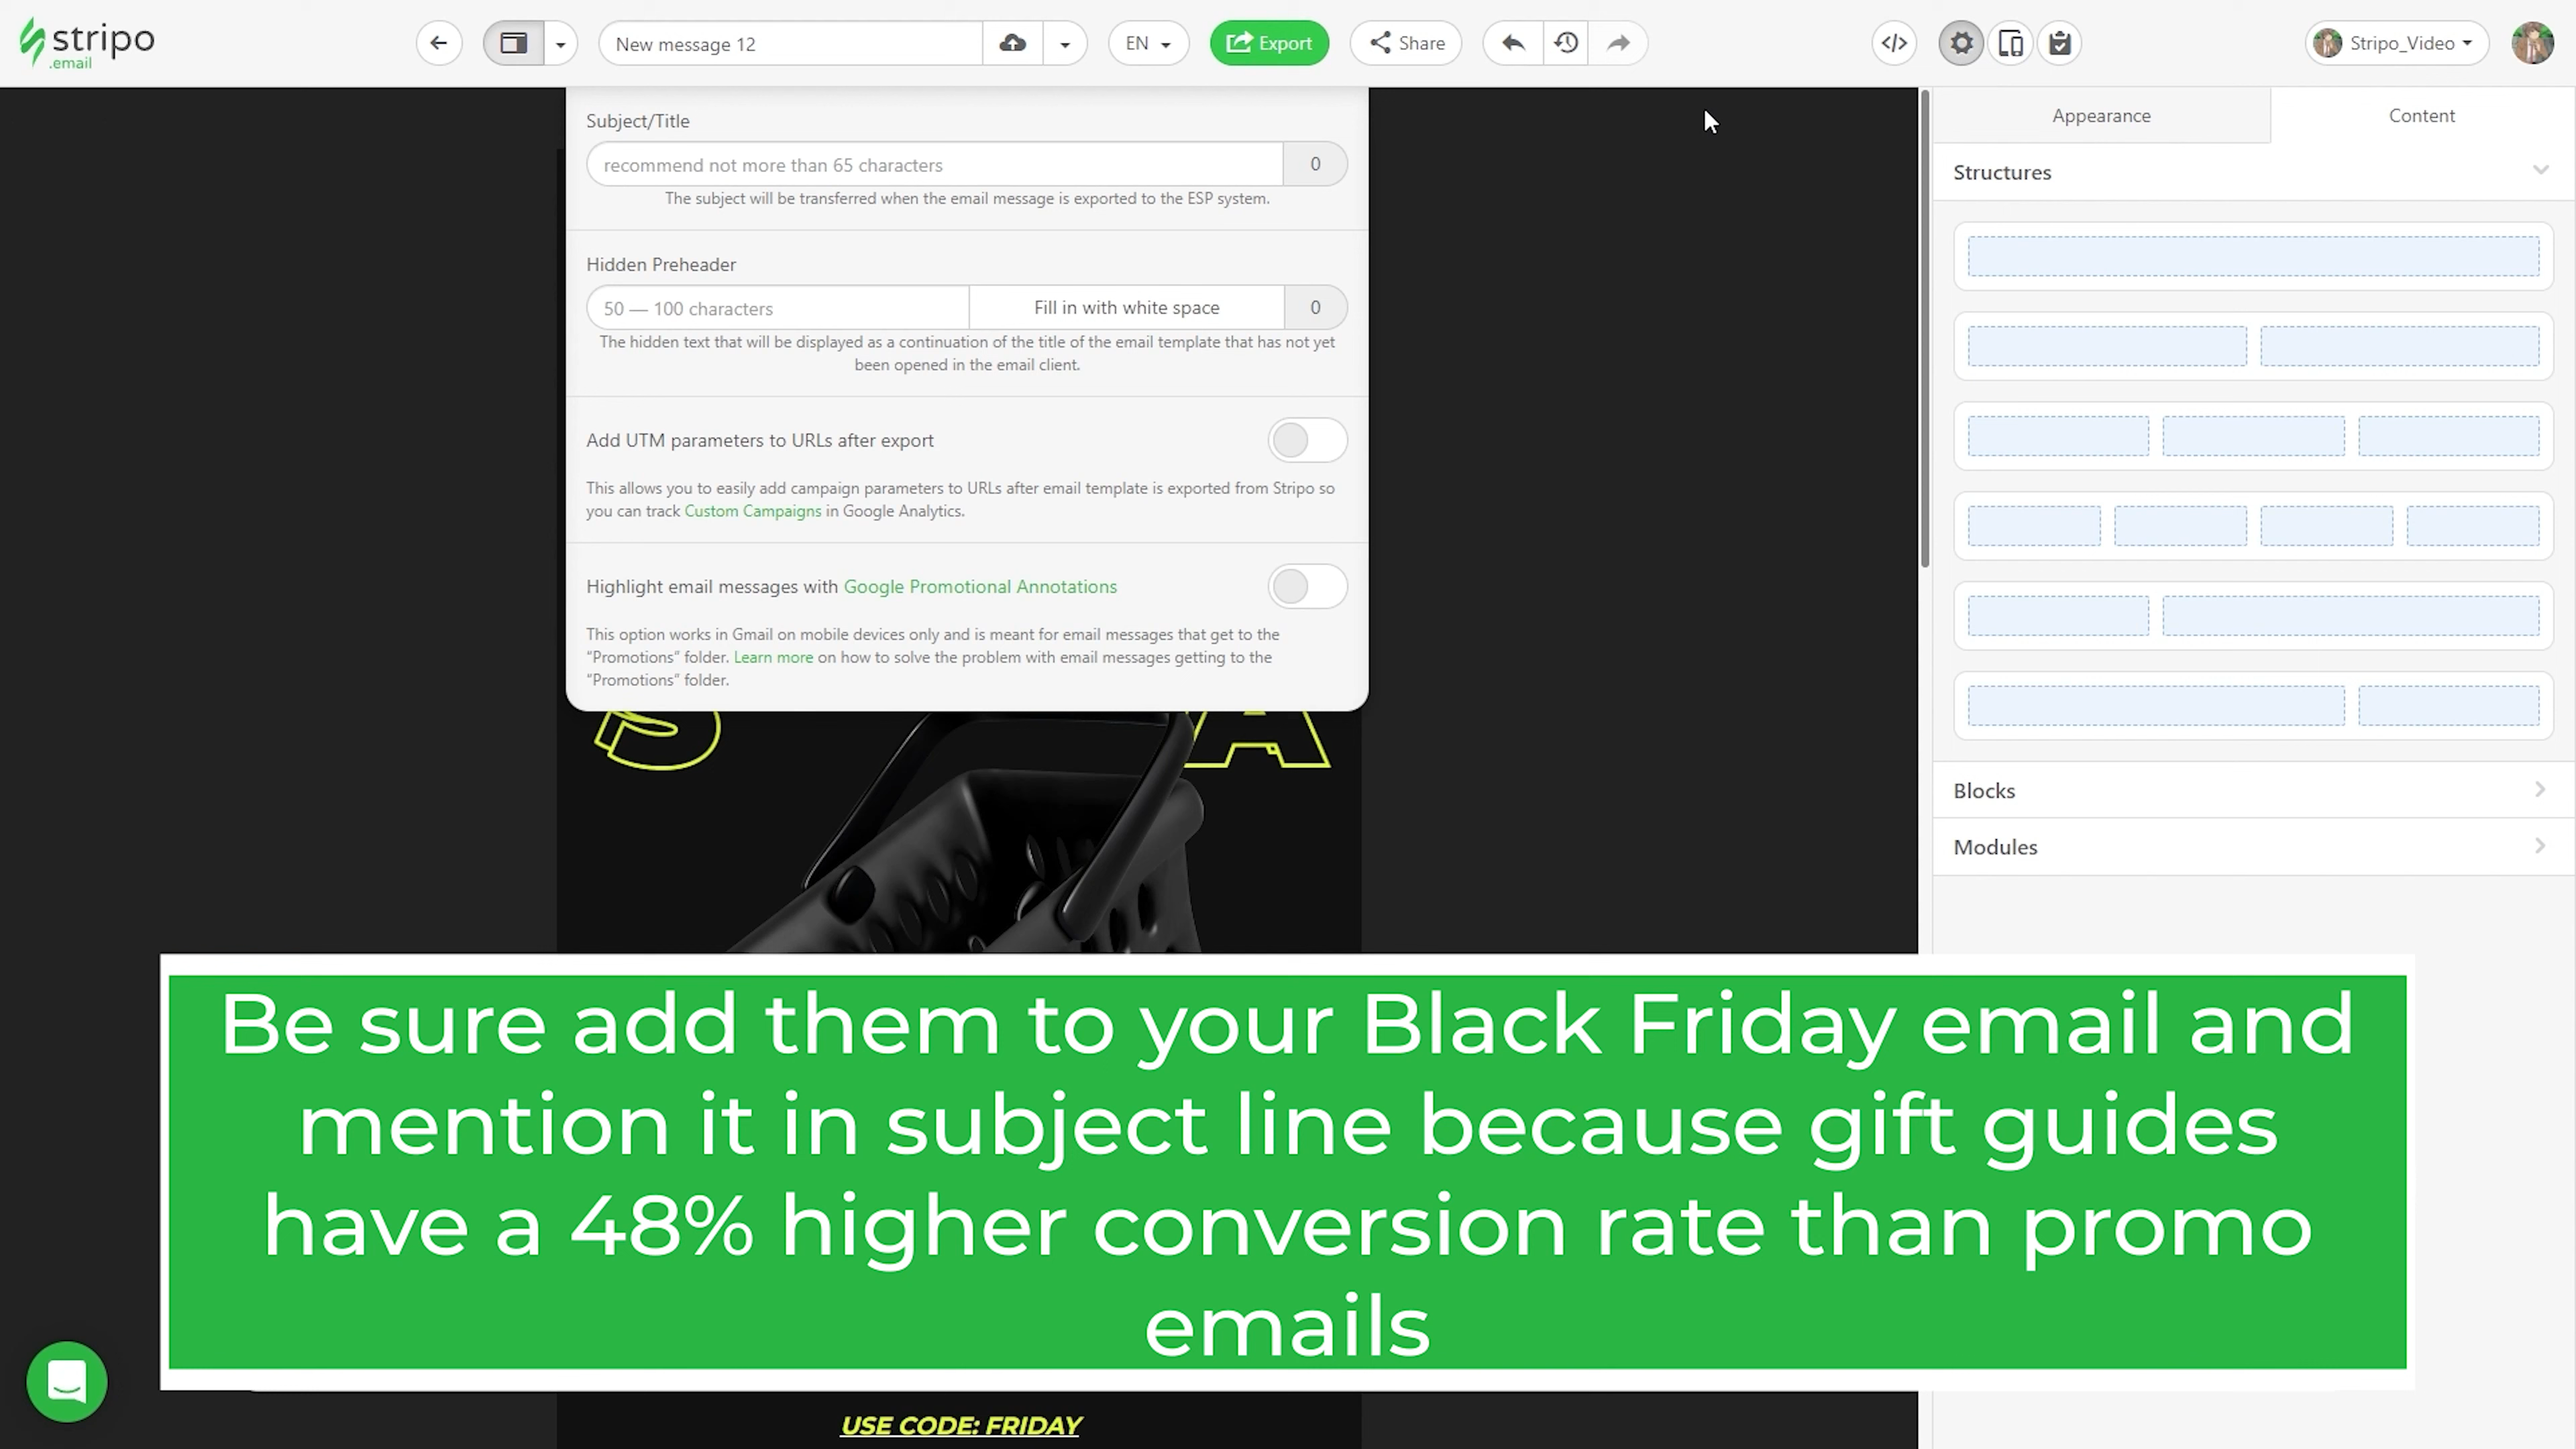 stripo
.email
New message 12
EN
Export
Share
</>
Stripo_Video
Subject/Title
recommend not more than 65 characters
0
The subject will be transferred when the email message is exported to the ESP system.
Hidden Preheader
50 — 100 characters
Fill in with white space
0
The hidden text that will be displayed as a continuation of the title of the email template that has not yet
been opened in the email client.
Add UTM parameters to URLs after export
This allows you to easily add campaign parameters to URLs after email template is exported from Stripo so
you can track Custom Campaigns in Google Analytics.
Highlight email messages with Google Promotional Annotations
This option works in Gmail on mobile devices only and is meant for email messages that get to the
“Promotions” folder. Learn more on how to solve the problem with email messages getting to the
“Promotions” folder.
Appearance
Content
Structures
Blocks
Modules
S A
Be sure add them to your Black Friday email and
mention it in subject line because gift guides
have a 48% higher conversion rate than promo
emails
USE CODE: FRIDAY